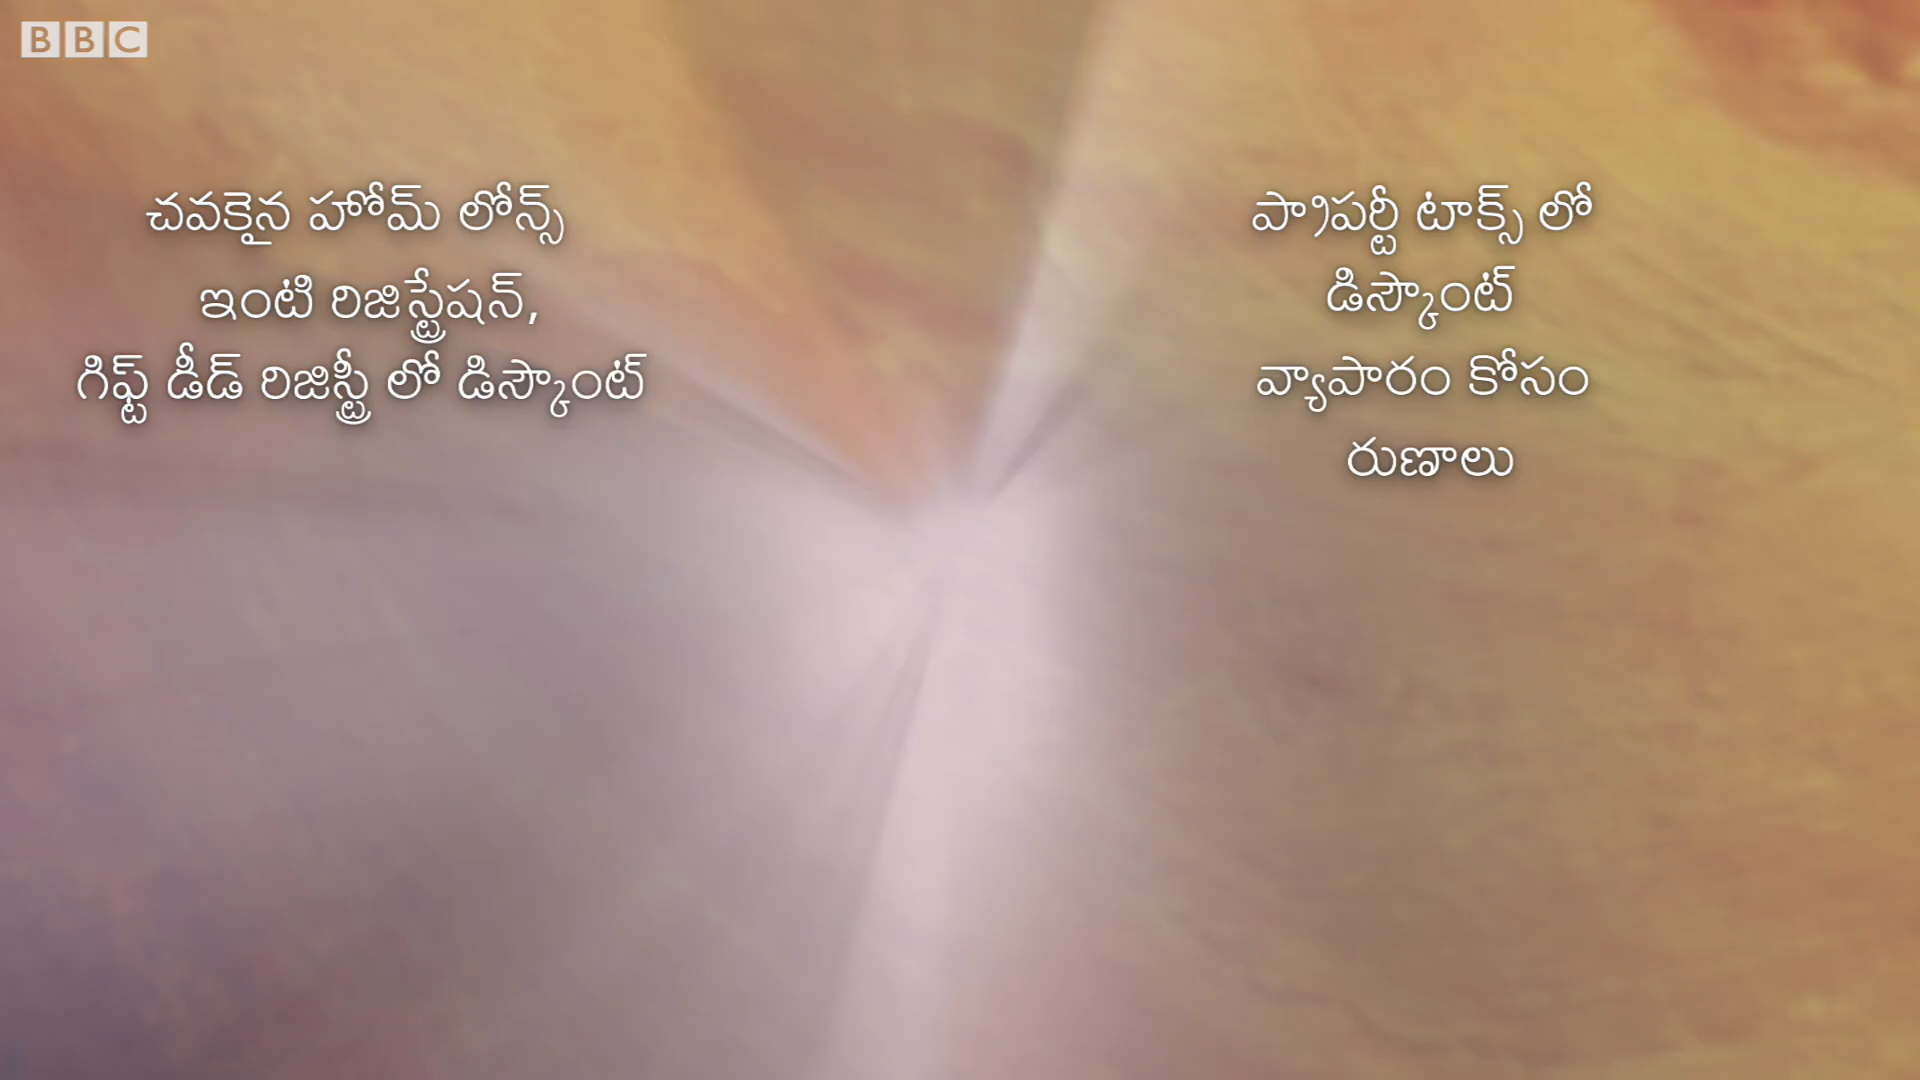 BBC
చవకైన హోమ్ లోన్స్
ఇంటి రిజిస్ట్రేషన్,
గిఫ్ట్ డీడ్ రిజిస్ట్రీ లో డిస్కౌంట్
ప్రాపర్టీ టాక్స్ లో
డిస్కౌంట్
వ్యాపారం కోసం
రుణాలు